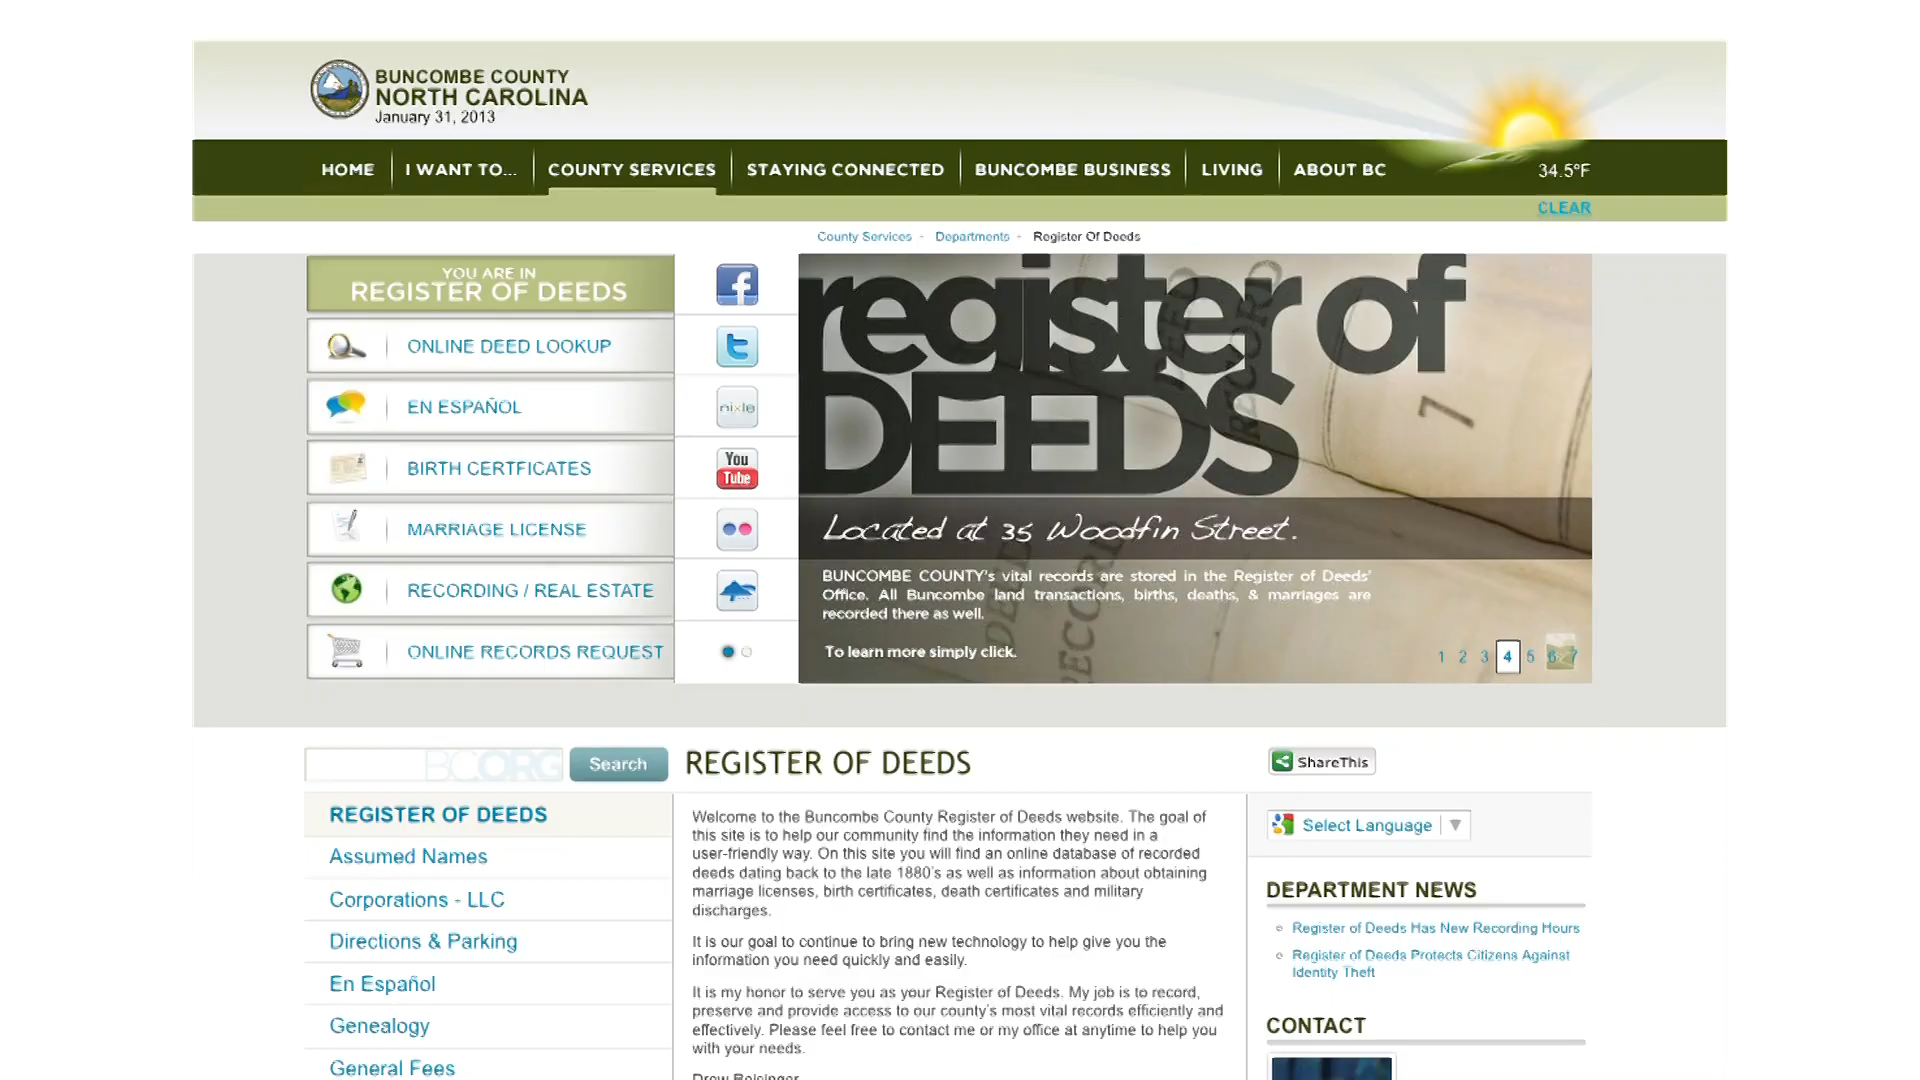 BUNCOMBE COUNTY
NORTH CAROLINA
January 31, 2013
HOME
I WANT TO...
COUNTY SERVICES
STAYING CONNECTED
BUNCOMBE BUSINESS
LIVING
ABOUT BC
34.5°F
CLEAR
County Services - Departments - Register Of Deeds
YOU ARE IN
REGISTER OF DEEDS
ONLINE DEED LOOKUP
EN ESPAÑOL
BIRTH CERTFICATES
MARRIAGE LICENSE
RECORDING / REAL ESTATE
ONLINE RECORDS REQUEST
f
t
nixle
You
Tube
register of
DEEDS
DEED
RECORD
7
Located at 35 Woodfin Street.
DEED
RECORD
BUNCOMBE COUNTY's vital records are stored in the Register of Deeds'
Office. All Buncombe land transactions, births, deaths, & marriages are
recorded there as well.
To learn more simply click.
1 2 3 4 5 6 7
BCORG
Search
REGISTER OF DEEDS
ShareThis
REGISTER OF DEEDS
Assumed Names
Corporations - LLC
Directions & Parking
En Español
Genealogy
General Fees
Welcome to the Buncombe County Register of Deeds website. The goal of
this site is to help our community find the information they need in a
user-friendly way. On this site you will find an online database of recorded
deeds dating back to the late 1880's as well as information about obtaining
marriage licenses, birth certificates, death certificates and military
discharges.
It is our goal to continue to bring new technology to help give you the
information you need quickly and easily.
It is my honor to serve you as your Register of Deeds. My job is to record,
preserve and provide access to our county's most vital records efficiently and
effectively. Please feel free to contact me or my office at anytime to help you
with your needs.
Drew Reisinger
Select Language
DEPARTMENT NEWS
Register of Deeds Has New Recording Hours
Register of Deeds Protects Citizens Against
Identity Theft
CONTACT